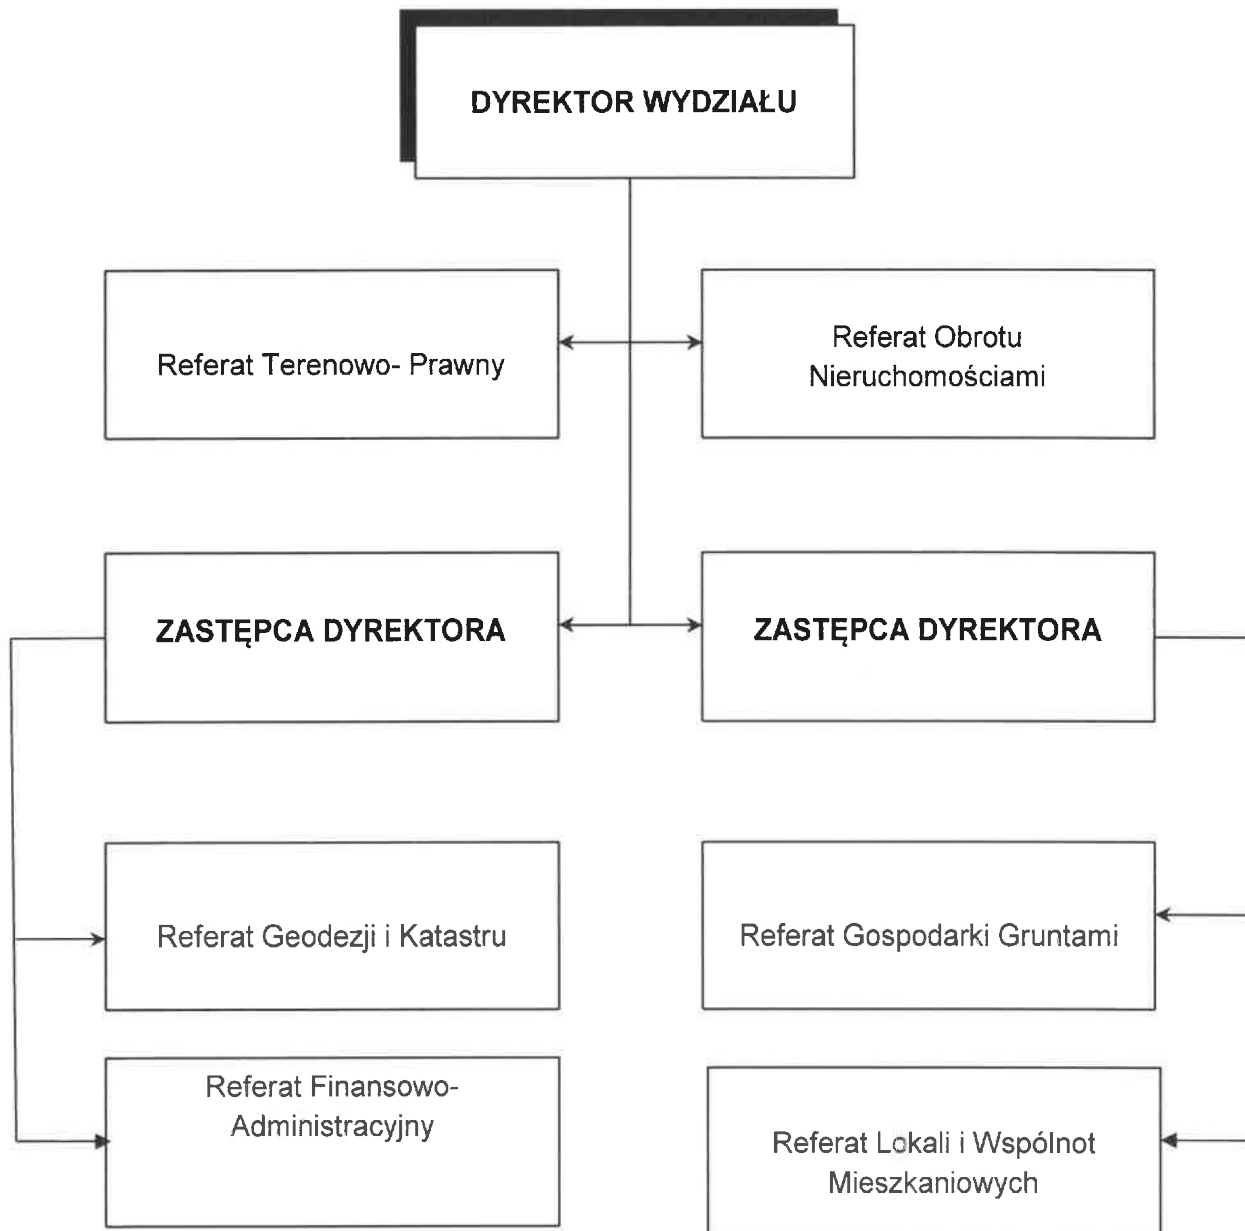 DYREKTOR WYDZIAŁU
Referat Terenowo- Prawny
Referat Obrotu
Nieruchomościami
ZASTĘPCA DYREKTORA
ZASTĘPCA DYREKTORA
Referat Geodezji i Katastru
Referat Gospodarki Gruntami
Referat Finansowo-
Administracyjny
Referat Lokali i Wspólnot
Mieszkaniowych